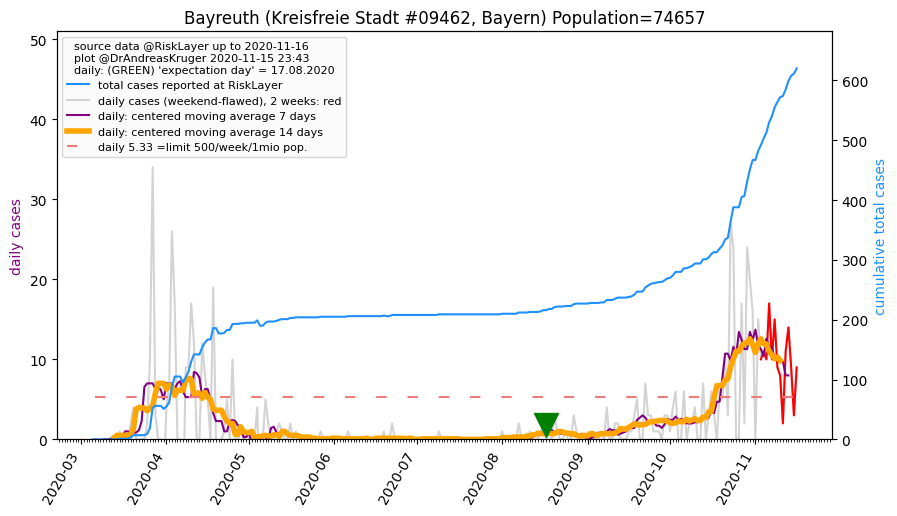 Bayreuth (Kreisfreie Stadt #09462, Bayern) Population=74657
source data @RiskLayer up to 2020-11-16
plot @DrAndreasKruger 2020-11-15 23:43
daily: (GREEN) 'expectation day' = 17.08.2020
total cases reported at RiskLayer
daily cases (weekend-flawed), 2 weeks: red
daily: centered moving average 7 days
daily: centered moving average 14 days
daily 5.33 =limit 500/week/1mio pop.
daily cases
50
40
30
20
10
0
cumulative total cases
600
500
400
300
200
100
0
2020-03
2020-04
2020-05
2020-06
2020-07
2020-08
2020-09
2020-10
2020-11